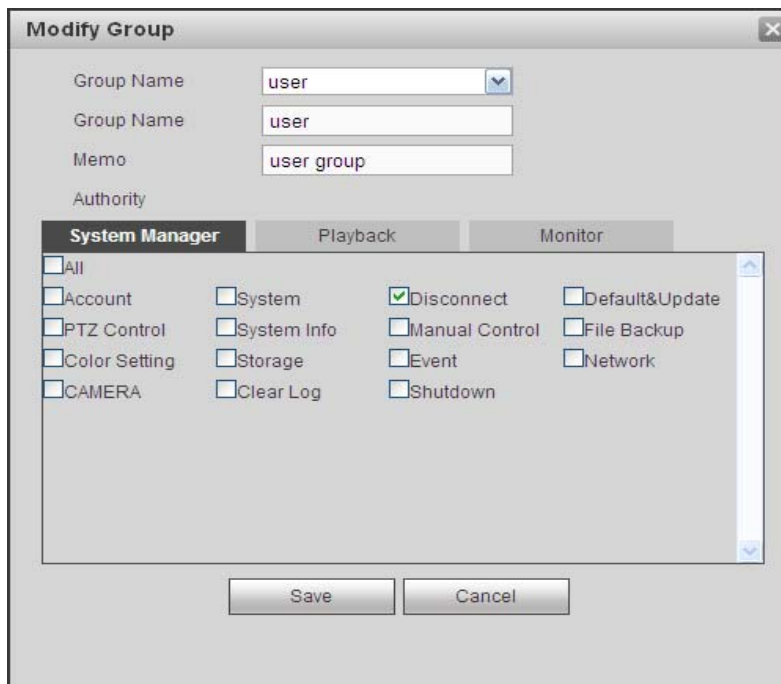 Modify Group
Group Name user
Group Name user
Memo user group
Authority
System Manager Playback Monitor
All
Account System Disconnect Default&Update
PTZ Control System Info Manual Control File Backup
Color Setting Storage Event Network
CAMERA Clear Log Shutdown
Save Cancel